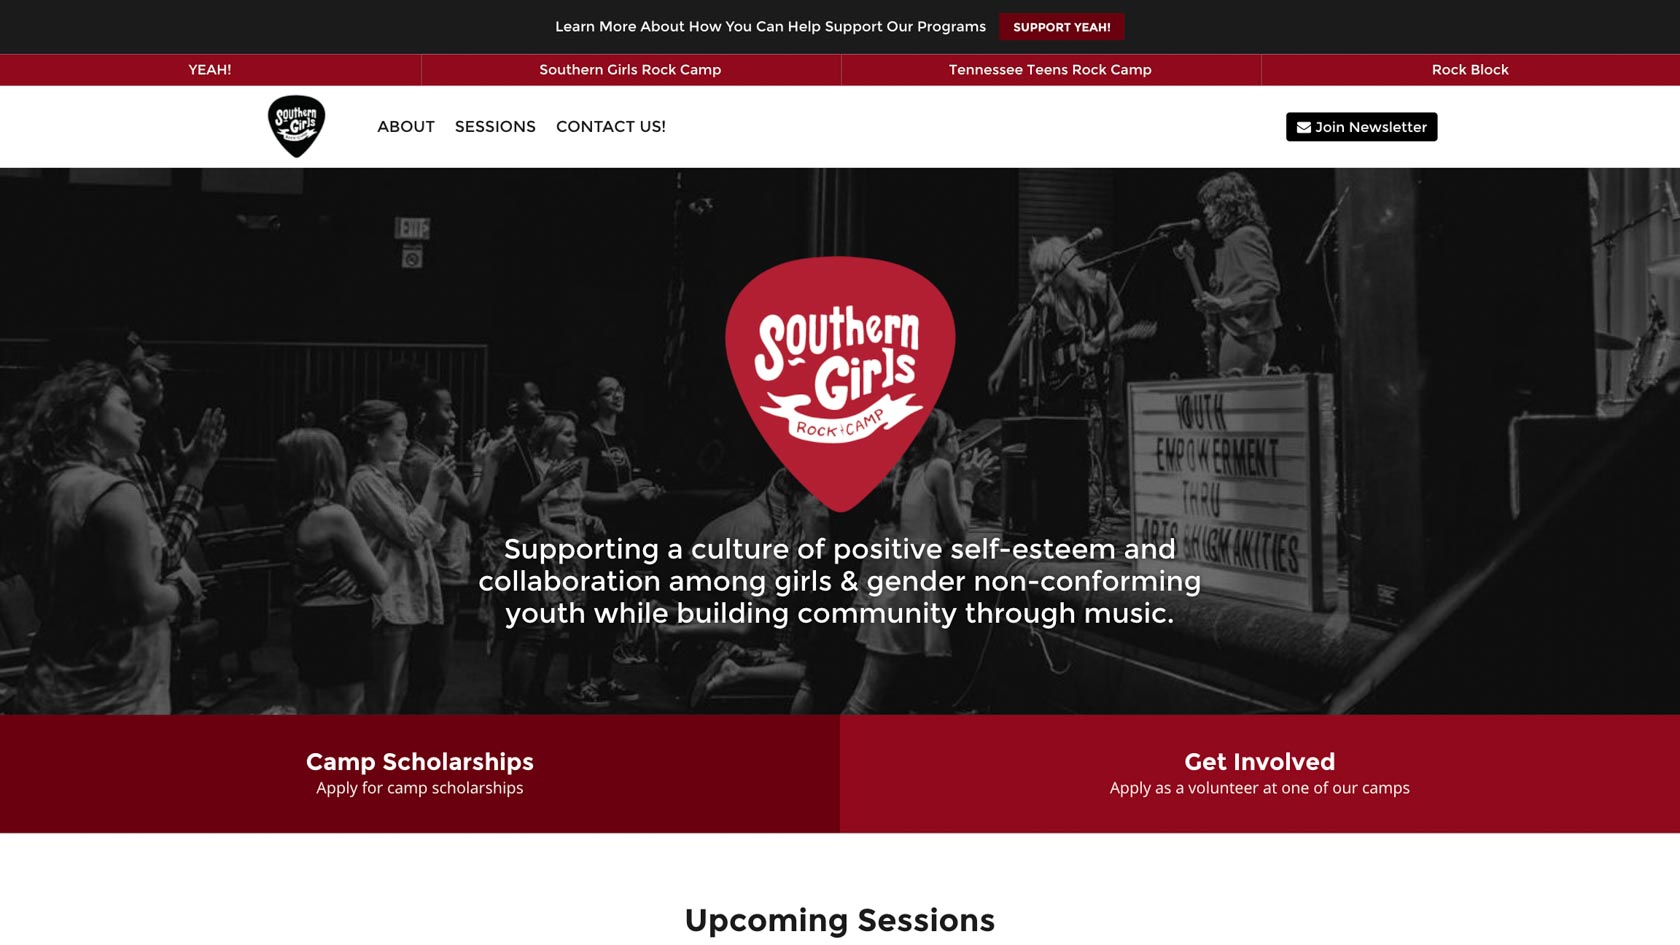 Learn More About How You Can Help Support Our Programs
SUPPORT YEAH!
YEAH!
Southern Girls Rock Camp
Tennessee Teens Rock Camp
Rock Block
Southern
Girls
ABOUT
SESSIONS
CONTACT US!
Join Newsletter
EXIT
Southern
Girls
ROCK CAMP
YOUTH
EMPOWERMENT
THRU
ARTS & HUMANITIES
Supporting a culture of positive self-esteem and
collaboration among girls & gender non-conforming
youth while building community through music.
Camp Scholarships
Apply for camp scholarships
Get Involved
Apply as a volunteer at one of our camps
Upcoming Sessions